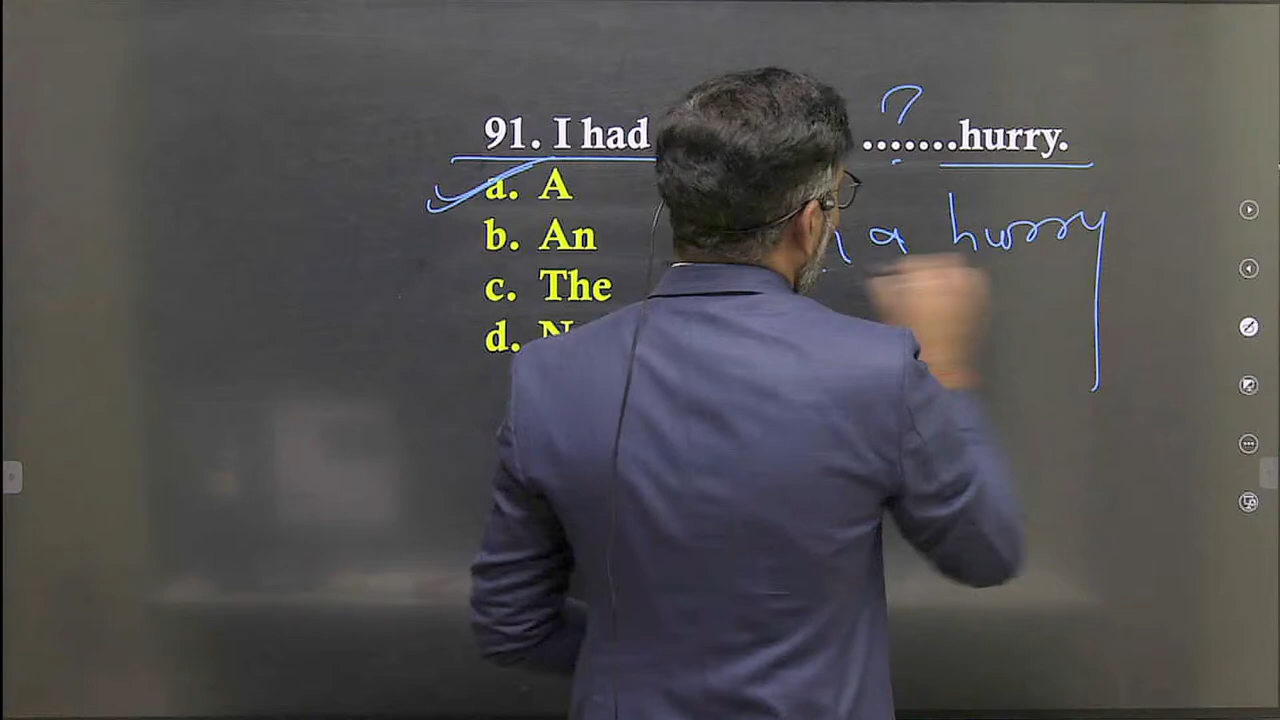 91. I had .......hurry.
?
a. A
b. An
a hurry
c. The
d.